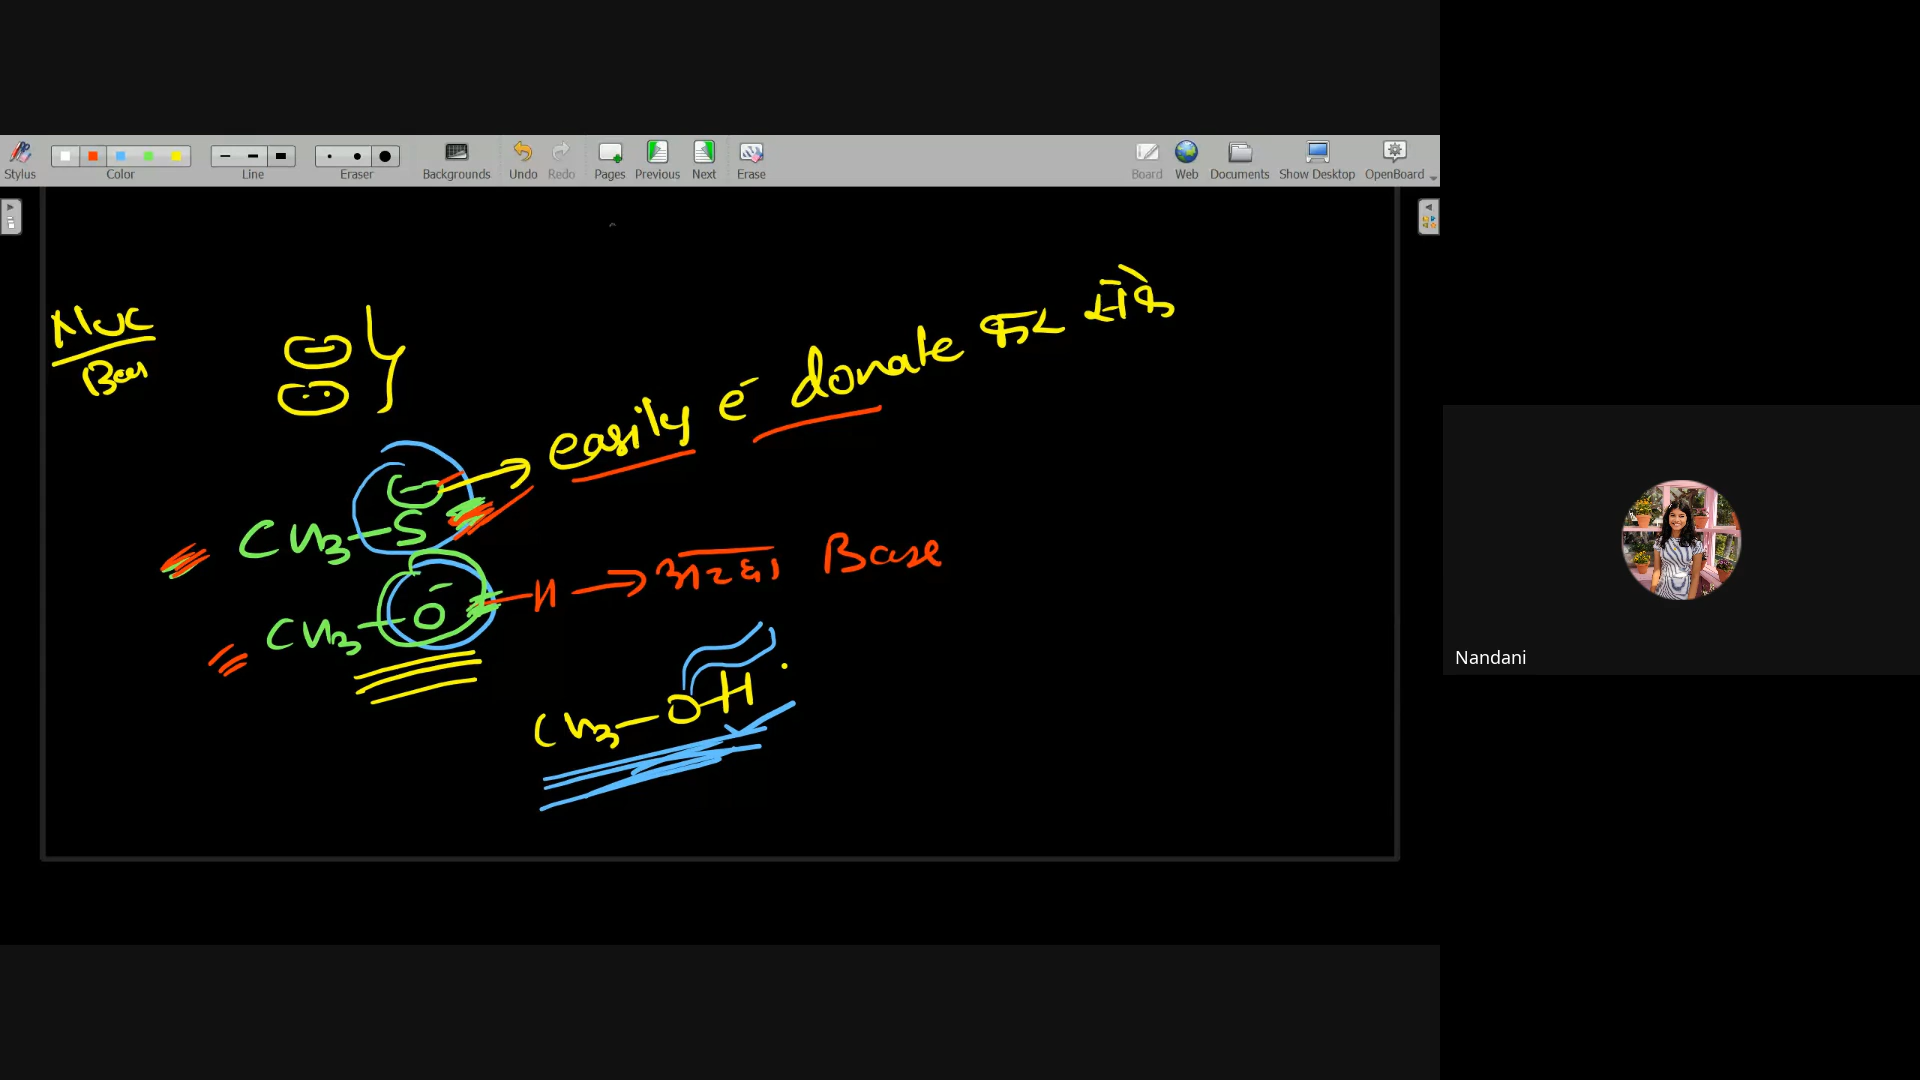 Stylus Color Line Eraser Backgrounds Undo Redo Pages Previous Next Erase Board Web Documents Show Desktop OpenBoard
Nuc
Bas
easily e⁻ donate कर सके
CH3-S
CH3-O⁻-H → अच्छा Base
CH3-OH
Nandani